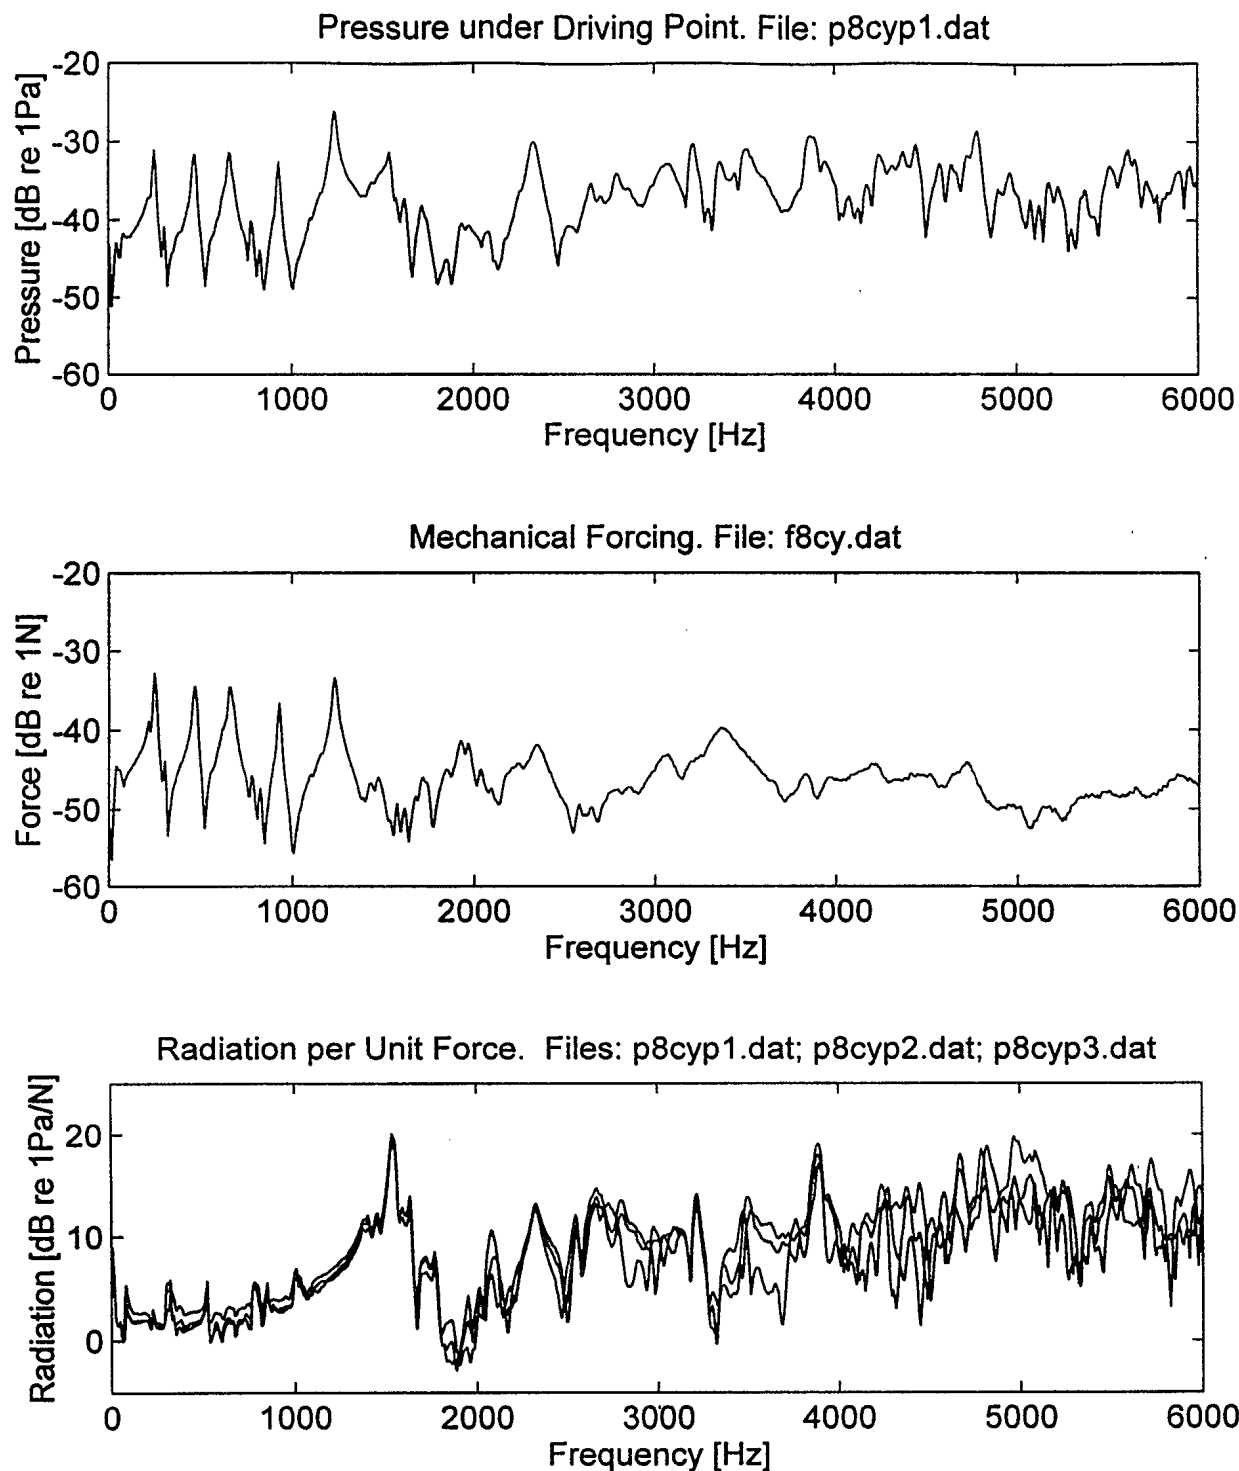 Pressure under Driving Point. File: p8cyp1.dat
Pressure [dB re 1Pa]
-20
-30
-40
-50
-60
0 1000 2000 3000 4000 5000 6000
Frequency [Hz]
Mechanical Forcing. File: f8cy.dat
Force [dB re 1N]
-20
-30
-40
-50
-60
0 1000 2000 3000 4000 5000 6000
Frequency [Hz]
Radiation per Unit Force. Files: p8cyp1.dat; p8cyp2.dat; p8cyp3.dat
Radiation [dB re 1Pa/N]
20
10
0
0 1000 2000 3000 4000 5000 6000
Frequency [Hz]